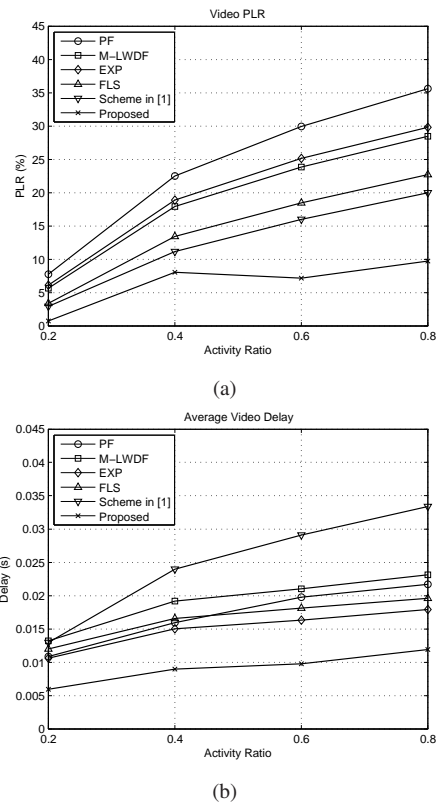 Video PLR
45
40
35
30
25
20
15
10
5
0
PLR (%)
PF
M−LWDF
EXP
FLS
Scheme in [1]
Proposed
0.2 0.4 0.6 0.8
Activity Ratio
(a)
Average Video Delay
0.045
0.04
0.035
0.03
0.025
0.02
0.015
0.01
0.005
0
Delay (s)
PF
M−LWDF
EXP
FLS
Scheme in [1]
Proposed
0.2 0.4 0.6 0.8
Activity Ratio
(b)